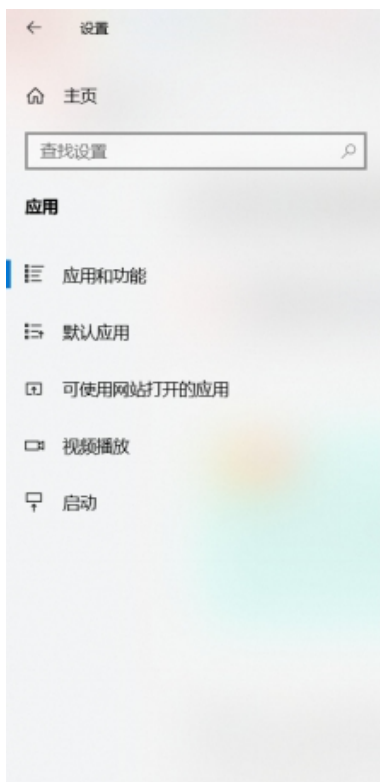 设置
主页
查找设置
应用
应用和功能
默认应用
可使用网站打开的应用
视频播放
启动